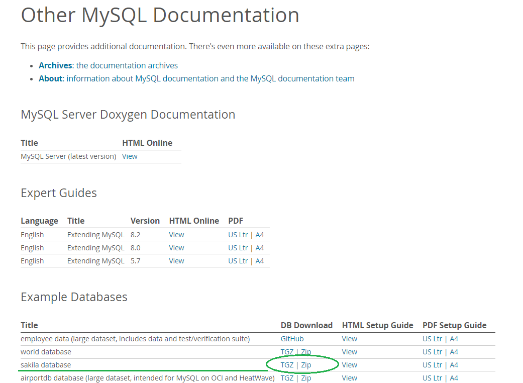 Other MySQL Documentation
This page provides additional documentation. There's even more available on these extra pages:
Archives: the documentation archives
About: information about MySQL documentation and the MySQL documentation team
MySQL Server Doxygen Documentation
Title HTML Online
MySQL Server (latest version) View
Expert Guides
Language Title Version HTML Online PDF
English Extending MySQL 8.2 View US Ltr | A4
English Extending MySQL 8.0 View US Ltr | A4
English Extending MySQL 5.7 View US Ltr | A4
Example Databases
Title DB Download HTML Setup Guide PDF Setup Guide
employee data (large dataset, includes data and test/verification suite) GitHub View US Ltr | A4
world database TGZ | Zip View US Ltr | A4
sakila database TGZ | Zip View US Ltr | A4
airportdb database (large dataset, intended for MySQL on OCI and HeatWave) TGZ | Zip View US Ltr | A4